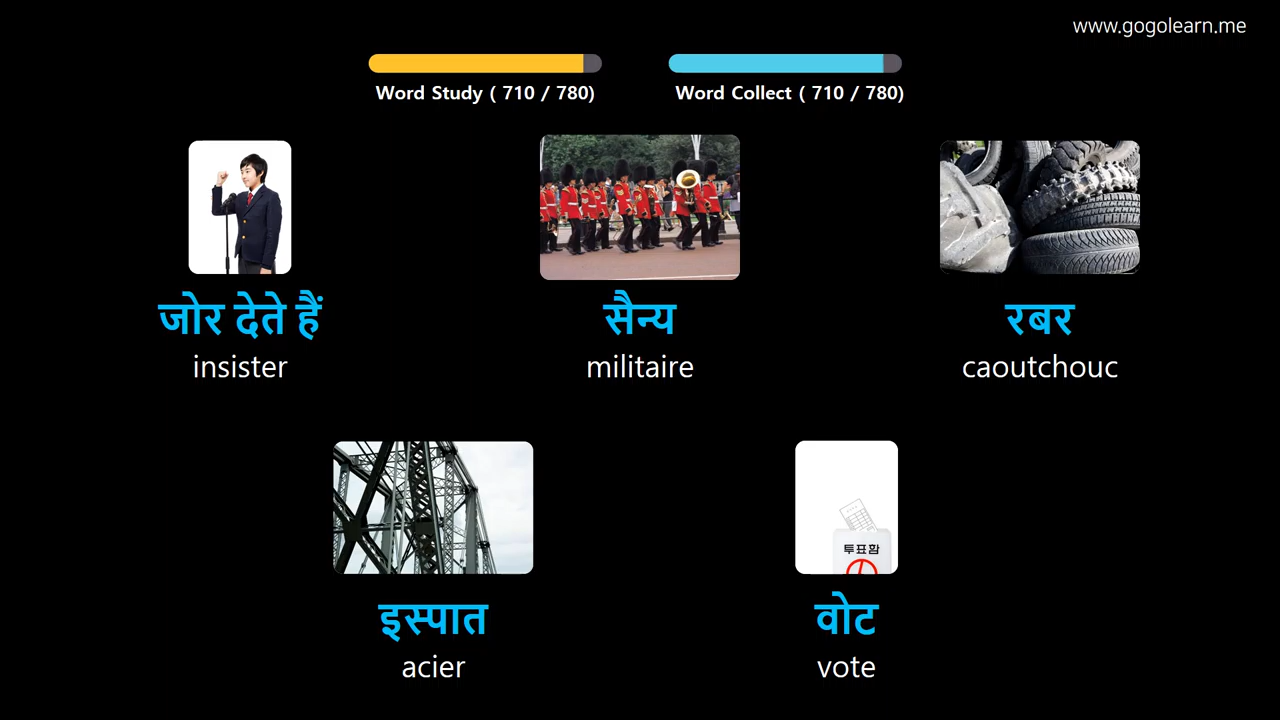 www.gogolearn.me
Word Study ( 710 / 780)
Word Collect ( 710 / 780)
जोर देते हैं
insister
सैन्य
militaire
रबर
caoutchouc
इस्पात
acier
투표함
वोट
vote